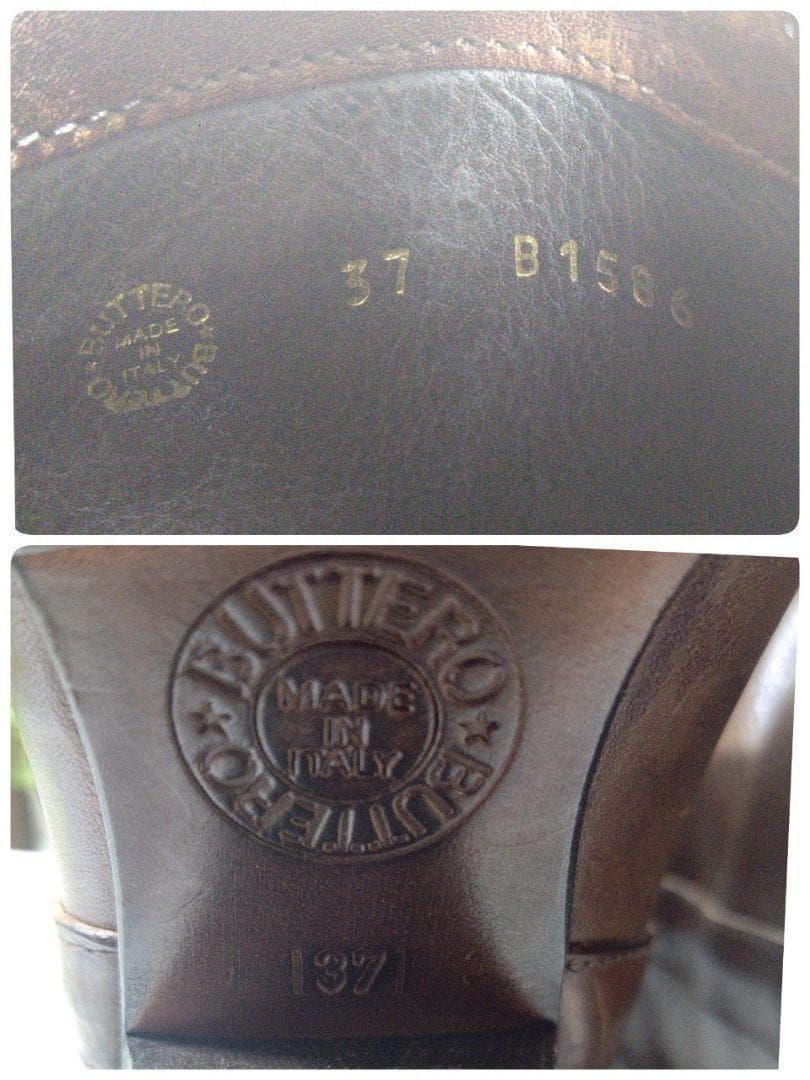 37 B1586
BUTTERO BUTTERO
MADE
IN
ITALY
BUTTERO ★ BUTTERO ★
MADE
IN
ITALY
|37|